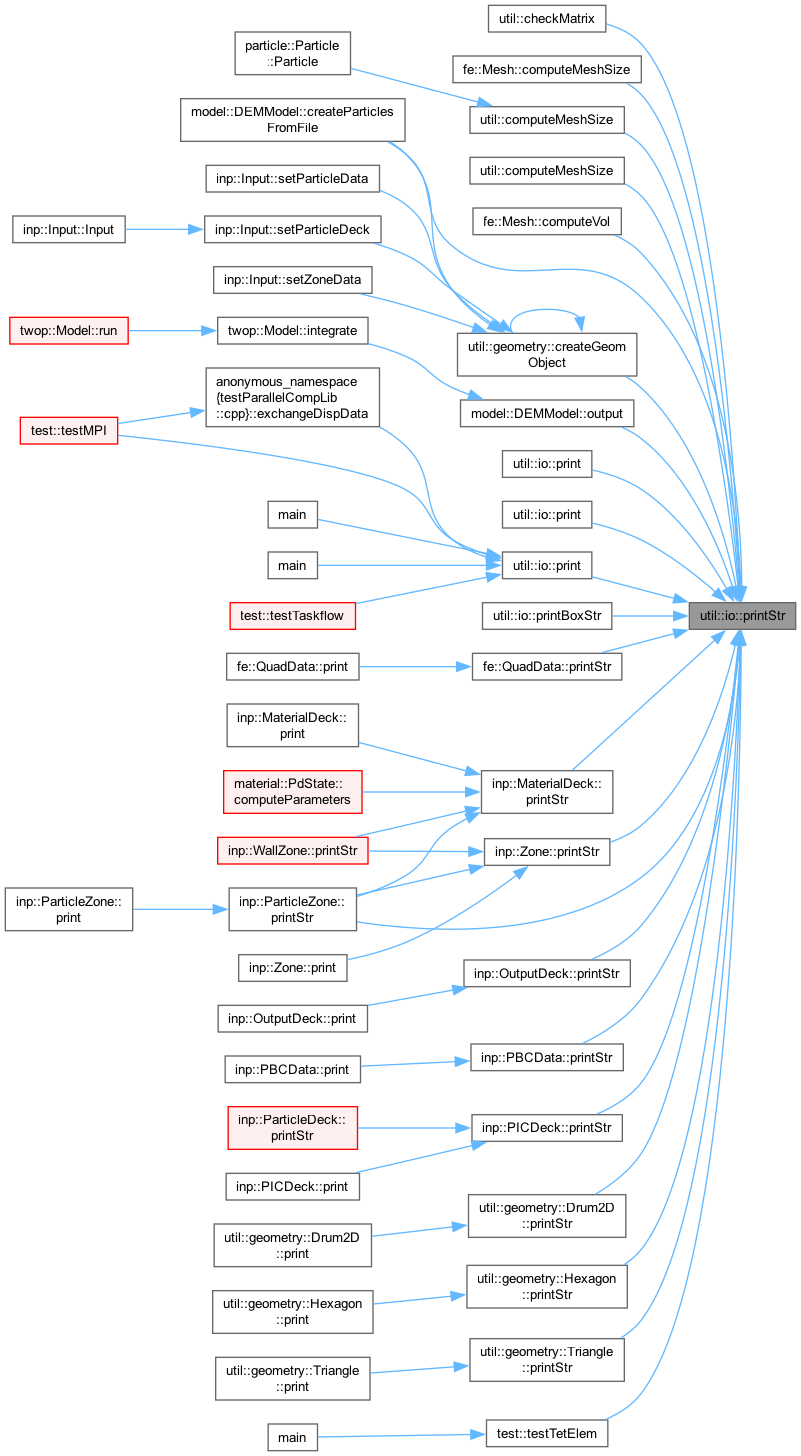 util::checkMatrix
particle::Particle
::Particle
fe::Mesh::computeMeshSize
model::DEMModel::createParticles
FromFile
util::computeMeshSize
inp::Input::setParticleData
util::computeMeshSize
inp::Input::Input
inp::Input::setParticleDeck
fe::Mesh::computeVol
inp::Input::setZoneData
twop::Model::run
twop::Model::integrate
util::geometry::createGeom
Object
anonymous_namespace
{testParallelCompLib
::cpp}::exchangeDispData
model::DEMModel::output
test::testMPI
util::io::print
main
util::io::print
main
util::io::print
test::testTaskflow
util::io::printBoxStr
util::io::printStr
fe::QuadData::print
fe::QuadData::printStr
inp::MaterialDeck::
print
material::PdState::
computeParameters
inp::MaterialDeck::
printStr
inp::WallZone::printStr
inp::Zone::printStr
inp::ParticleZone::
print
inp::ParticleZone::
printStr
inp::Zone::print
inp::OutputDeck::printStr
inp::OutputDeck::print
inp::PBCData::print
inp::PBCData::printStr
inp::ParticleDeck::
printStr
inp::PICDeck::printStr
inp::PICDeck::print
util::geometry::Drum2D
::printStr
util::geometry::Drum2D
::print
util::geometry::Hexagon
::printStr
util::geometry::Hexagon
::print
util::geometry::Triangle
::printStr
util::geometry::Triangle
::print
main
test::testTetElem